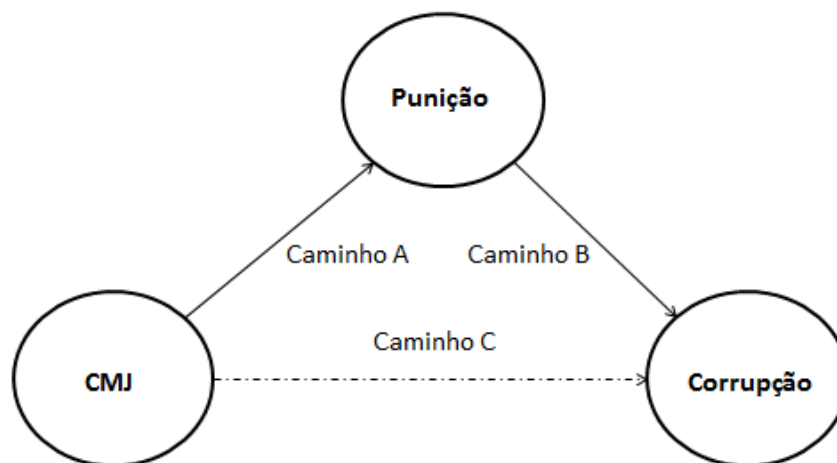 Punição
Caminho A
Caminho B
Caminho C
CMJ
Corrupção